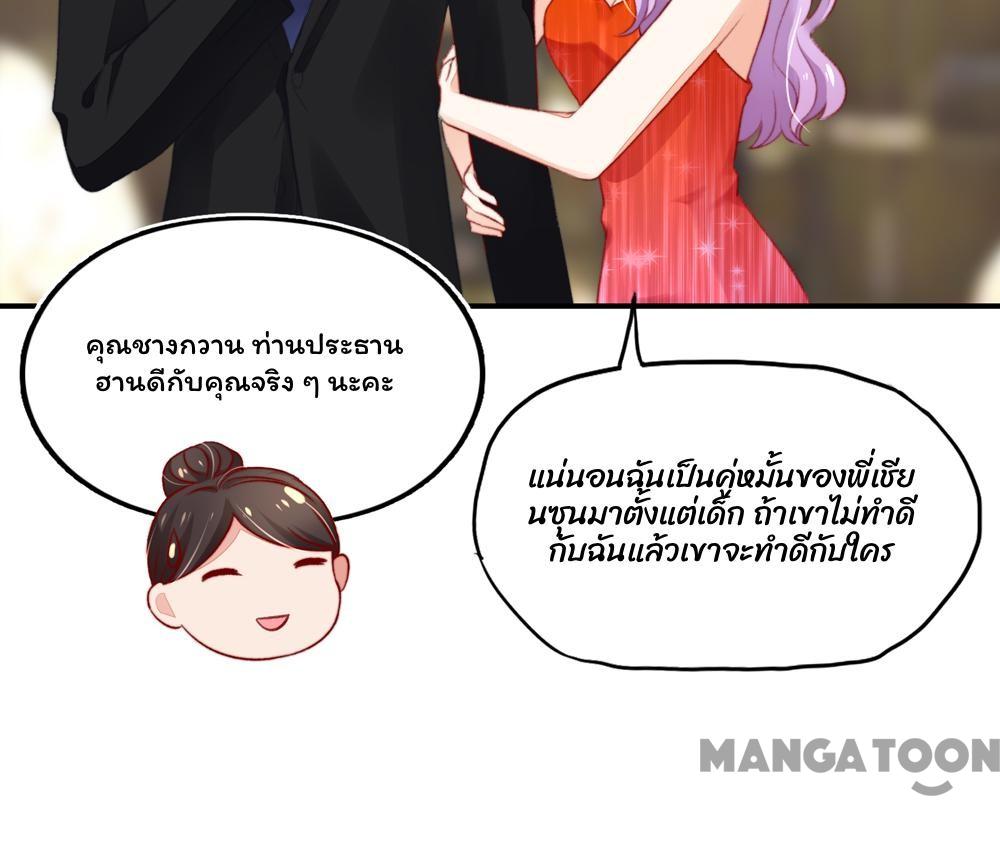 คุณชางกวาน ท่านประธาน
ฮานดีกับคุณจริง ๆ นะคะ
แน่นอนฉันเป็นคู่หมั้นของพี่เชีย
นซุนมาตั้งแต่เด็ก ถ้าเขาไม่ทำดี
กับฉันแล้วเขาจะทำดีกับใคร
MANGATOON